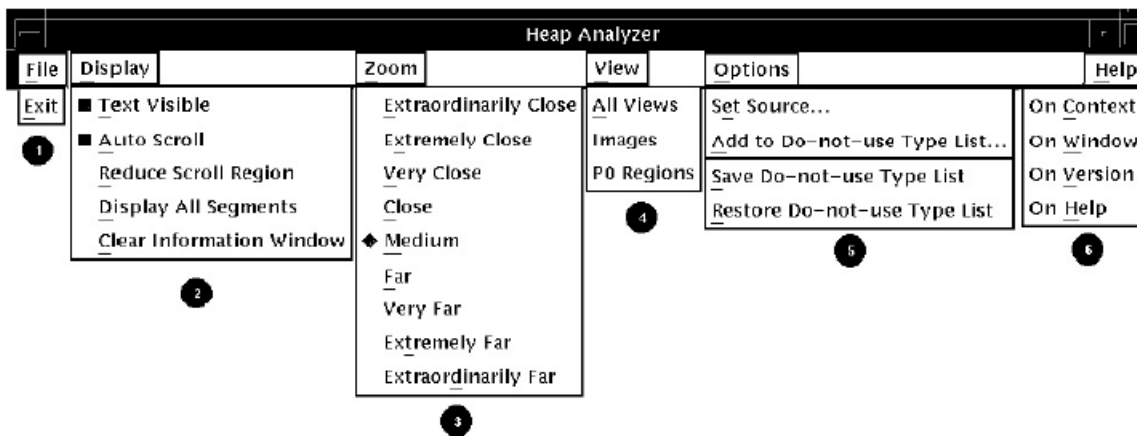 Heap Analyzer
File Display Zoom View Options Help
Exit
1
Text Visible
Auto Scroll
Reduce Scroll Region
Display All Segments
Clear Information Window
2
Extraordinarily Close
Extremely Close
Very Close
Close
Medium
Far
Very Far
Extremely Far
Extraordinarily Far
3
All Views
Images
P0 Regions
4
Set Source...
Add to Do-not-use Type List...
Save Do-not-use Type List
Restore Do-not-use Type List
5
On Context
On Window
On Version
On Help
6